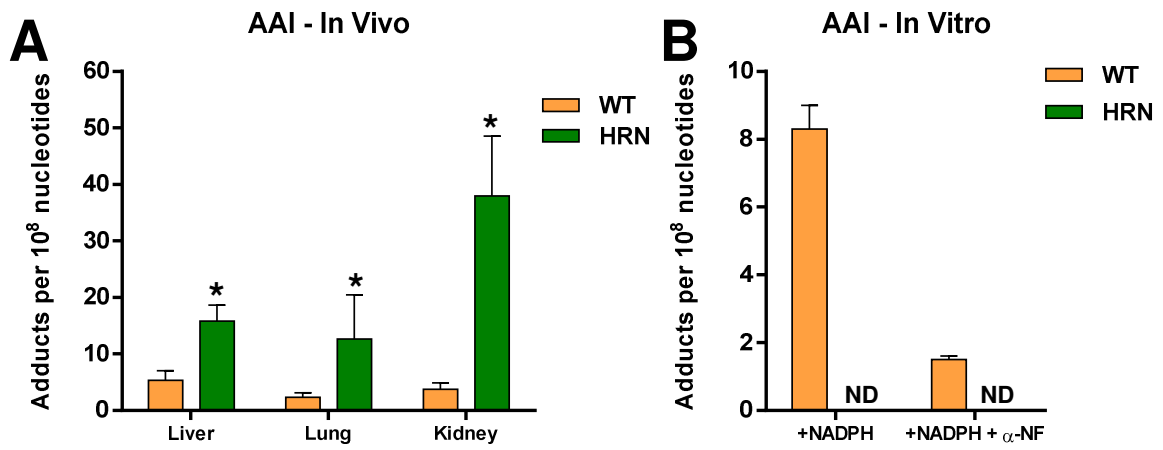 A
AAI - In Vivo
Adducts per 10⁸ nucleotides
60
50
40
30
20
10
0
*
*
*
Liver
Lung
Kidney
WT
HRN
B
AAI - In Vitro
Adducts per 10⁸ nucleotides
10
8
6
4
2
0
ND
ND
+NADPH
+NADPH + α-NF
WT
HRN